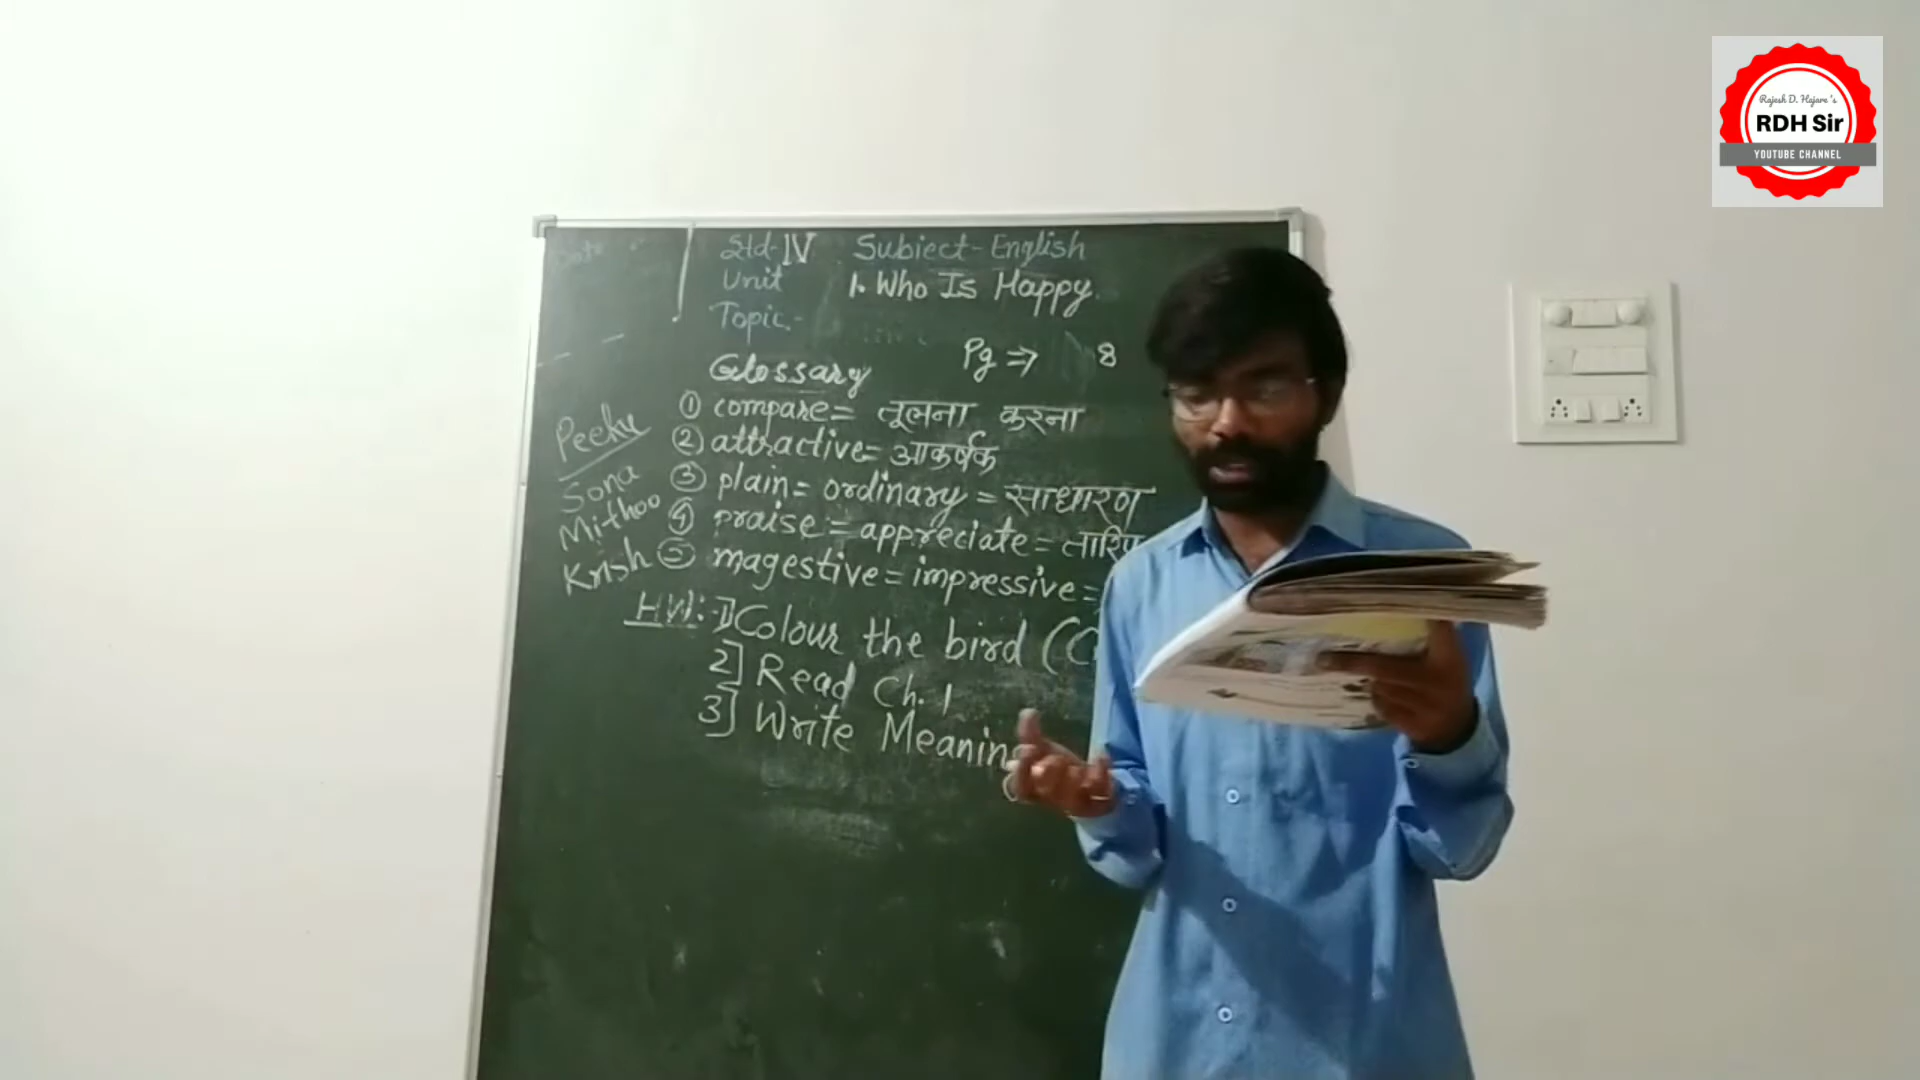 Rajesh D. Hajare's
RDH Sir
YOUTUBE CHANNEL
Std-IV Subject-English
Unit 1. Who Is Happy.
Topic-
Pg ⇒ 8
Glossary
① compare = तूलना करना
② attractive = आकर्षक
③ plain = ordinary = साधारण
④ praise = appreciate = तारिफ
⑤ magestive = impressive =
Peehu
Sona
Mithoo
Krish
HW:-1] Colour the bird (C
2] Read Ch. 1
3] Write Meaning